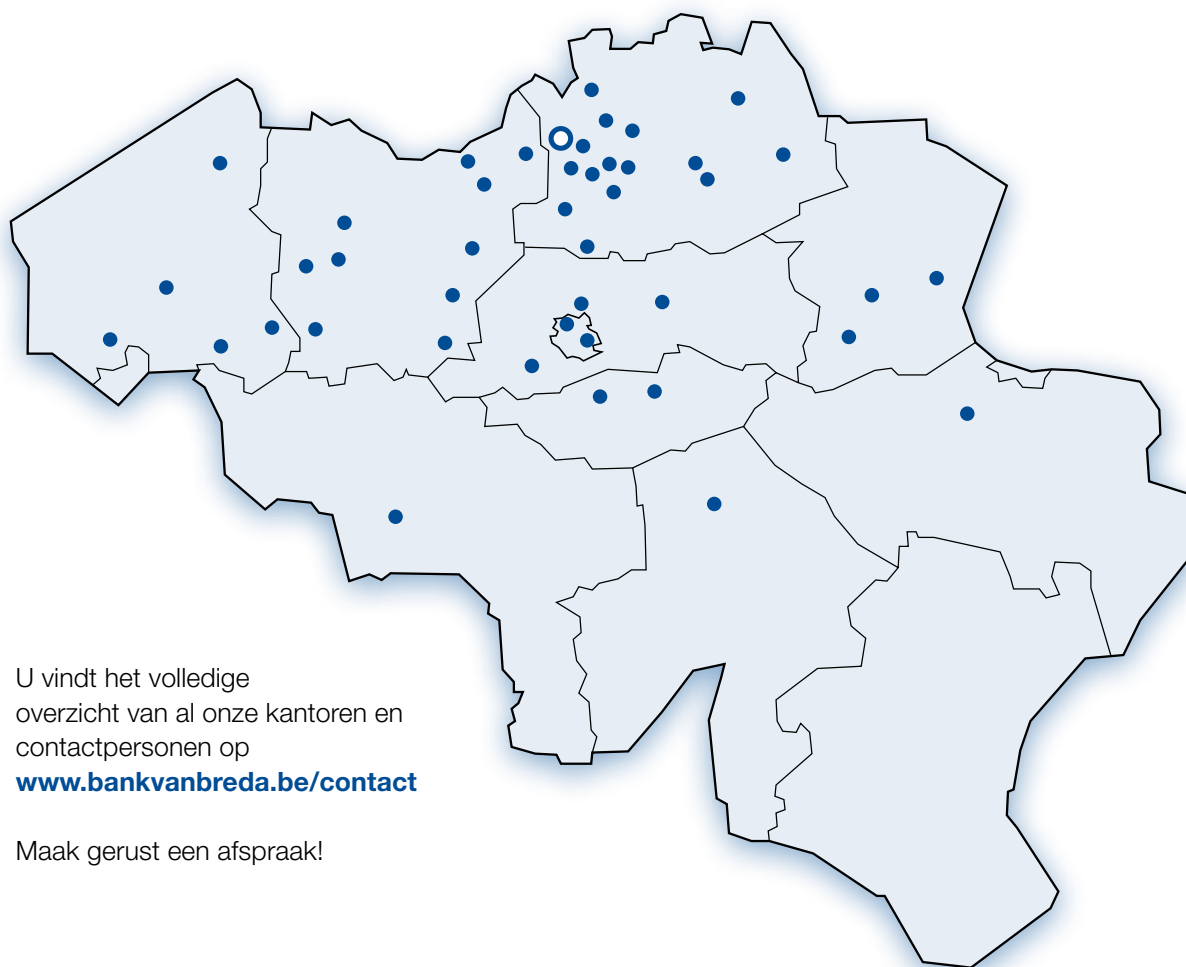 U vindt het volledige
overzicht van al onze kantoren en
contactpersonen op
www.bankvanbreda.be/contact
Maak gerust een afspraak!